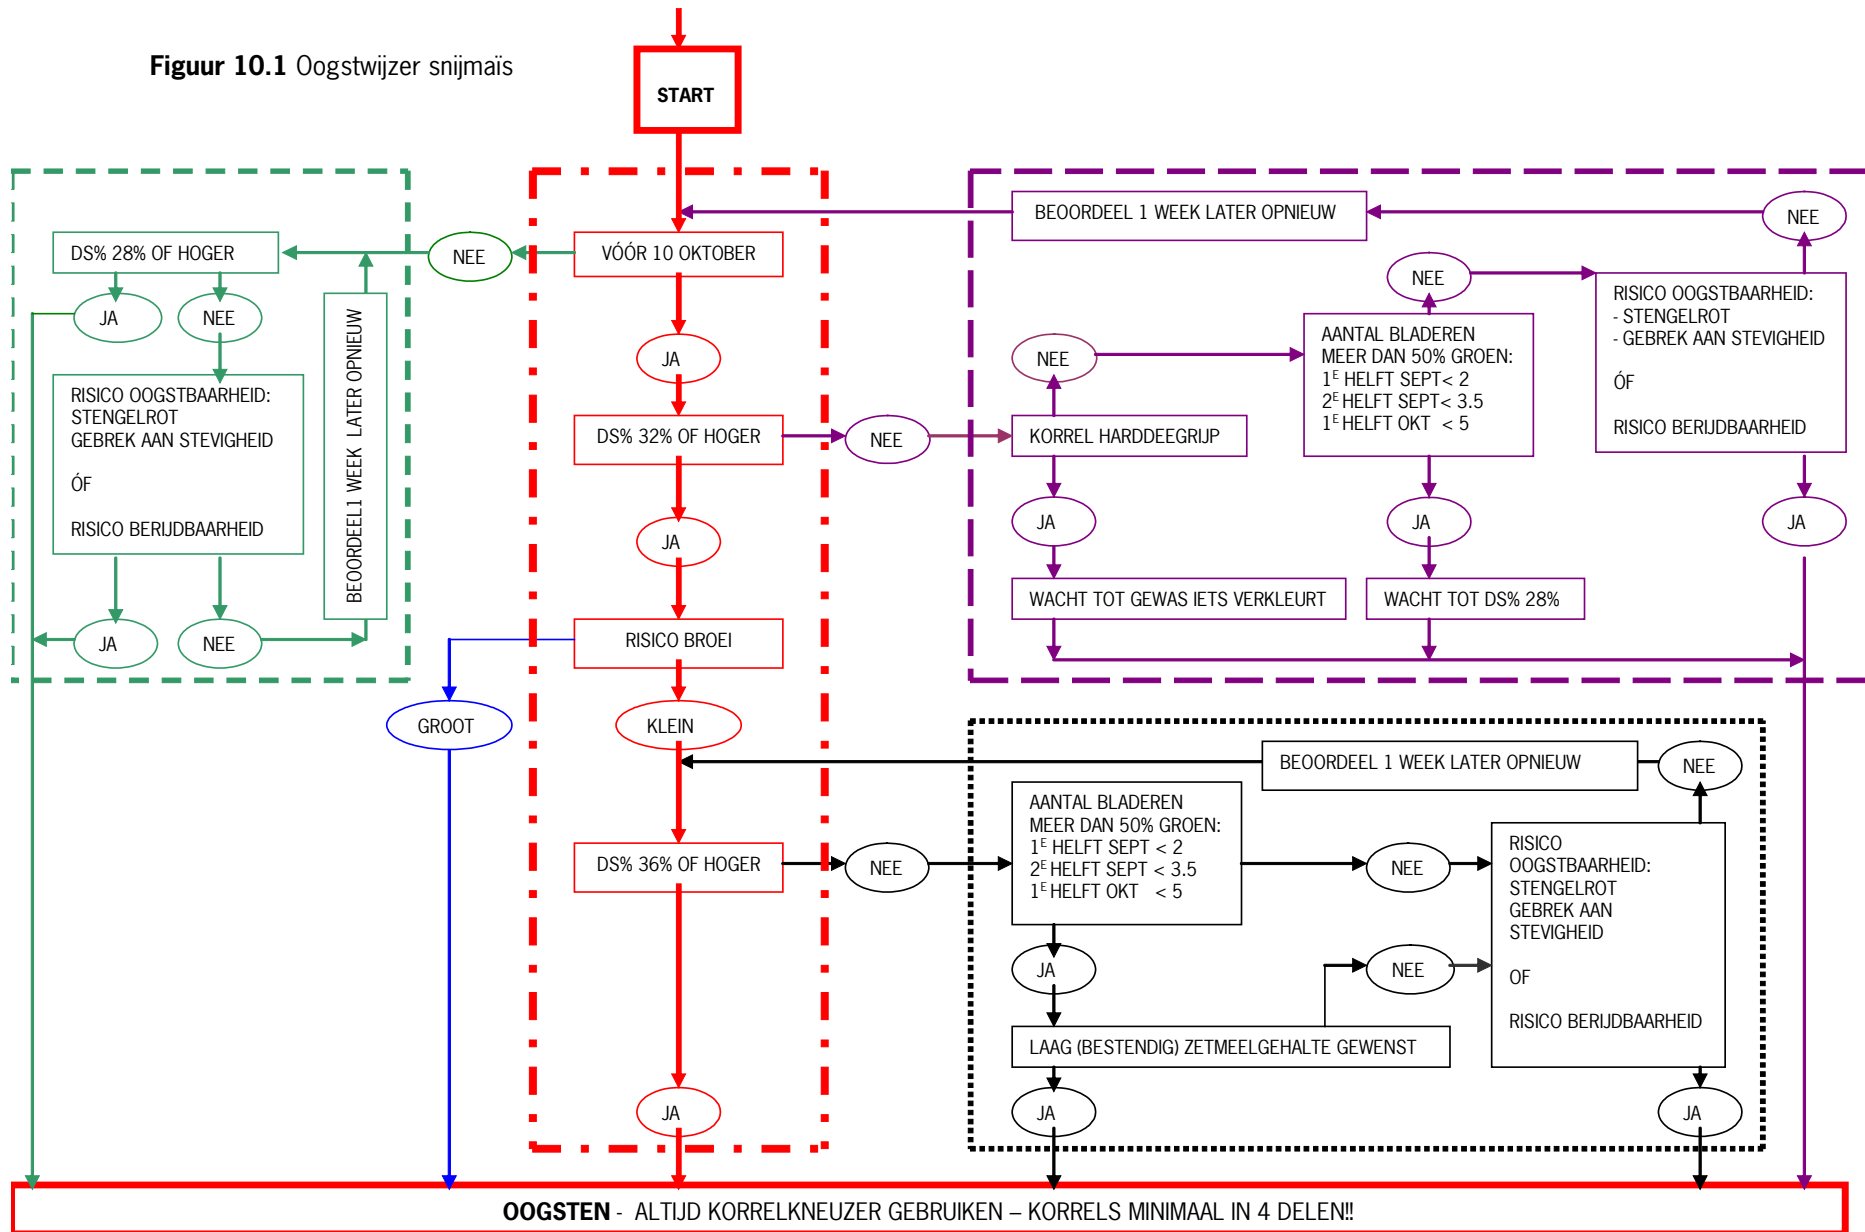 Figuur 10.1 Oogstwijzer snijmaïs
START
DS% 28% OF HOGER
NEE
VÓÓR 10 OKTOBER
JA
NEE
RISICO OOGSTBAARHEID:
STENGELROT
GEBREK AAN STEVIGHEID
ÓF
RISICO BERIJDBAARHEID
JA
NEE
BEOORDEEL1 WEEK LATER OPNIEUW
JA
DS% 32% OF HOGER
NEE
JA
RISICO BROEI
GROOT
KLEIN
DS% 36% OF HOGER
NEE
JA
BEOORDEEL 1 WEEK LATER OPNIEUW
NEE
NEE
NEE
KORREL HARDDEEGRIJP
JA
WACHT TOT GEWAS IETS VERKLEURT
AANTAL BLADEREN
MEER DAN 50% GROEN:
1E HELFT SEPT< 2
2E HELFT SEPT< 3.5
1E HELFT OKT < 5
JA
WACHT TOT DS% 28%
RISICO OOGSTBAARHEID:
- STENGELROT
- GEBREK AAN STEVIGHEID
ÓF
RISICO BERIJDBAARHEID
JA
BEOORDEEL 1 WEEK LATER OPNIEUW
NEE
AANTAL BLADEREN
MEER DAN 50% GROEN:
1E HELFT SEPT < 2
2E HELFT SEPT < 3.5
1E HELFT OKT < 5
NEE
JA
NEE
LAAG (BESTENDIG) ZETMEELGEHALTE GEWENST
JA
RISICO
OOGSTBAARHEID:
STENGELROT
GEBREK AAN
STEVIGHEID
OF
RISICO BERIJDBAARHEID
JA
OOGSTEN - ALTIJD KORRELKNEUZER GEBRUIKEN – KORRELS MINIMAAL IN 4 DELEN!!